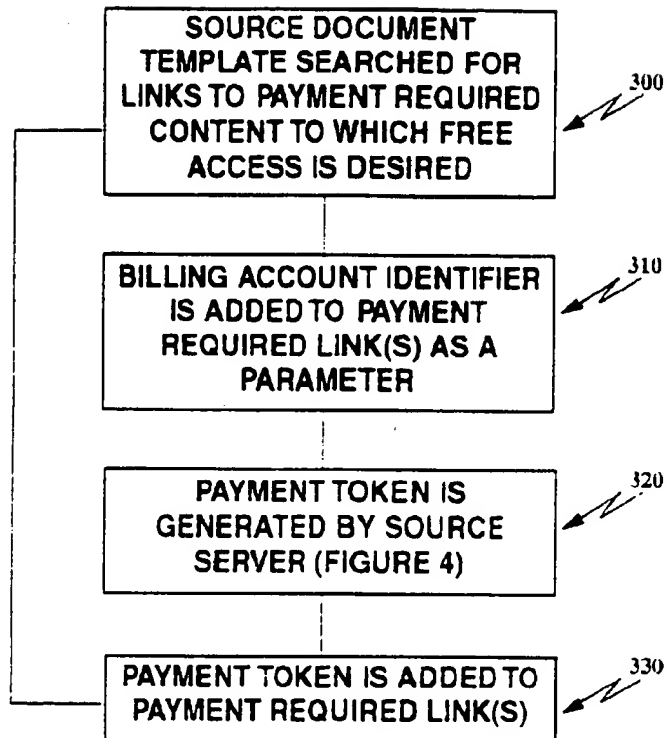 SOURCE DOCUMENT
TEMPLATE SEARCHED FOR
LINKS TO PAYMENT REQUIRED
CONTENT TO WHICH FREE
ACCESS IS DESIRED
300
BILLING ACCOUNT IDENTIFIER
IS ADDED TO PAYMENT
REQUIRED LINK(S) AS A
PARAMETER
310
PAYMENT TOKEN IS
GENERATED BY SOURCE
SERVER (FIGURE 4)
320
PAYMENT TOKEN IS ADDED TO
PAYMENT REQUIRED LINK(S)
330